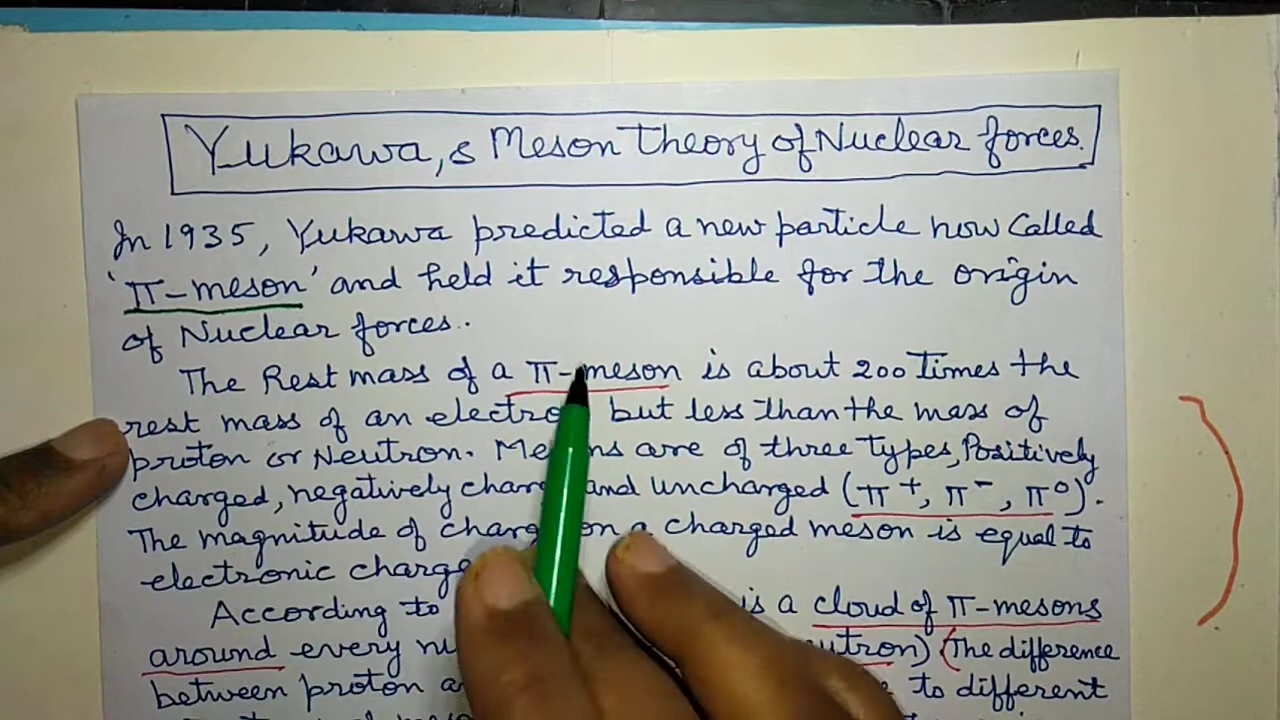 Yukawa,s Meson Theory of Nuclear forces.
In 1935, Yukawa predicted a new particle now Called
'π-meson' and held it responsible for the origin
of Nuclear forces..
The Rest mass of a π-meson is about 200 Times the
rest mass of an electro but less than the mass of
proton or Neutron. Me ns are of three types, Positively
charged, negatively char and uncharged (π+, π-, π0).
The magnitude of charg on a charged meson is equal to
electronic charge
According to is a cloud of π-mesons
around every (The difference
between proton to different